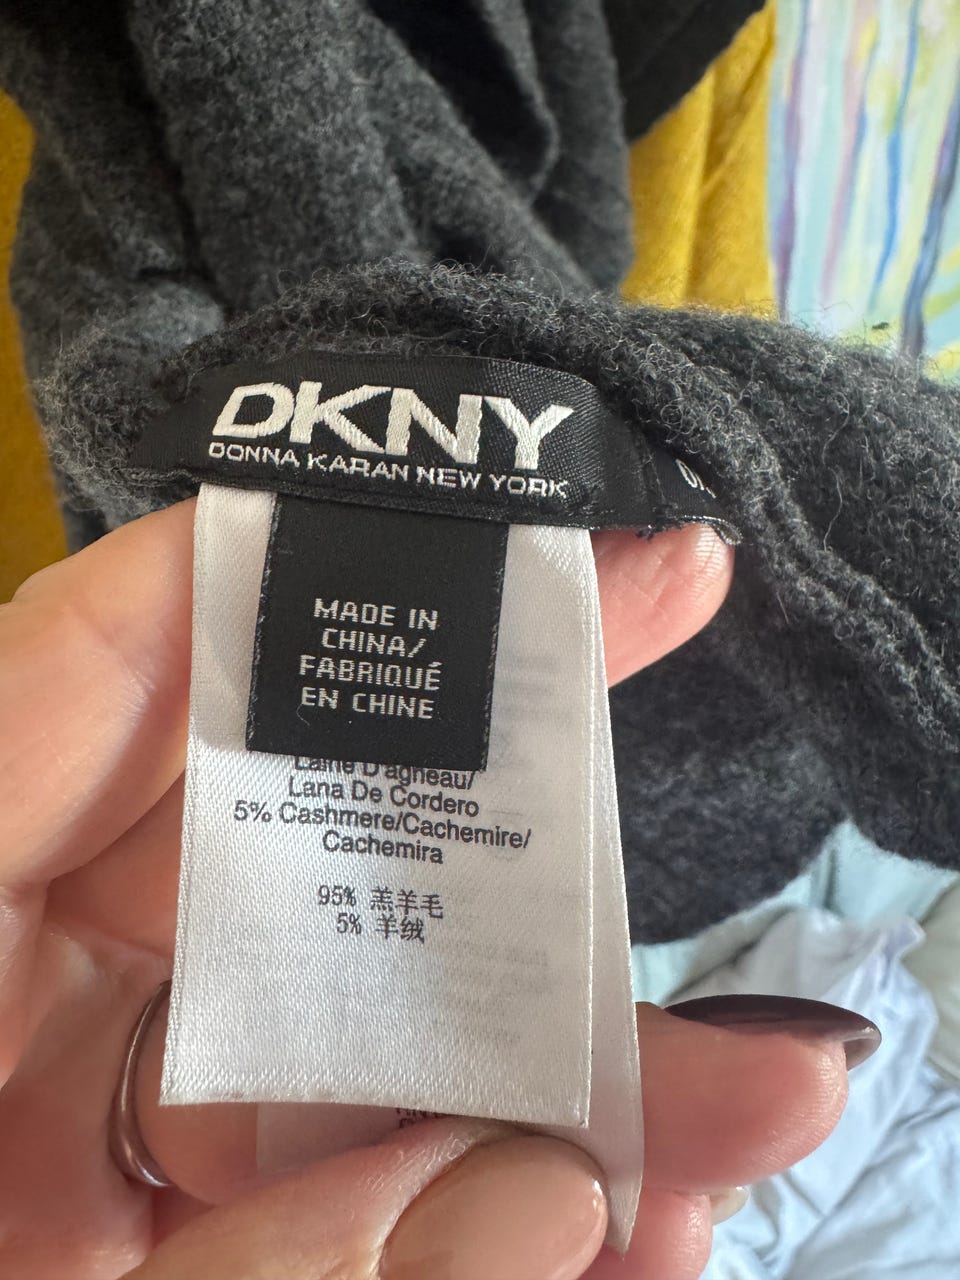 DKNY
DONNA KARAN NEW YORK
MADE IN
CHINA/
FABRIQUÉ
EN CHINE
Laine D'agneau/
Lana De Cordero
5% Cashmere/Cachemire/
Cachemira
95% 羔羊毛
5% 羊绒